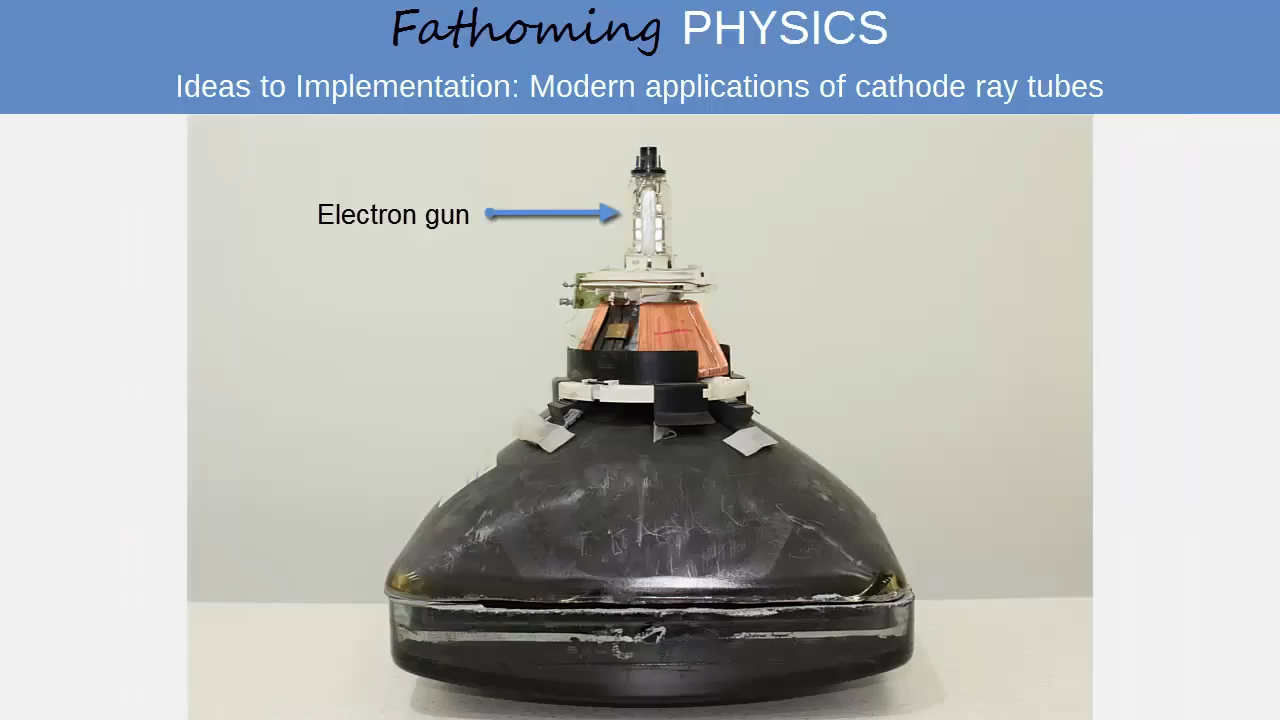 Fathoming PHYSICS
Ideas to Implementation: Modern applications of cathode ray tubes
Electron gun